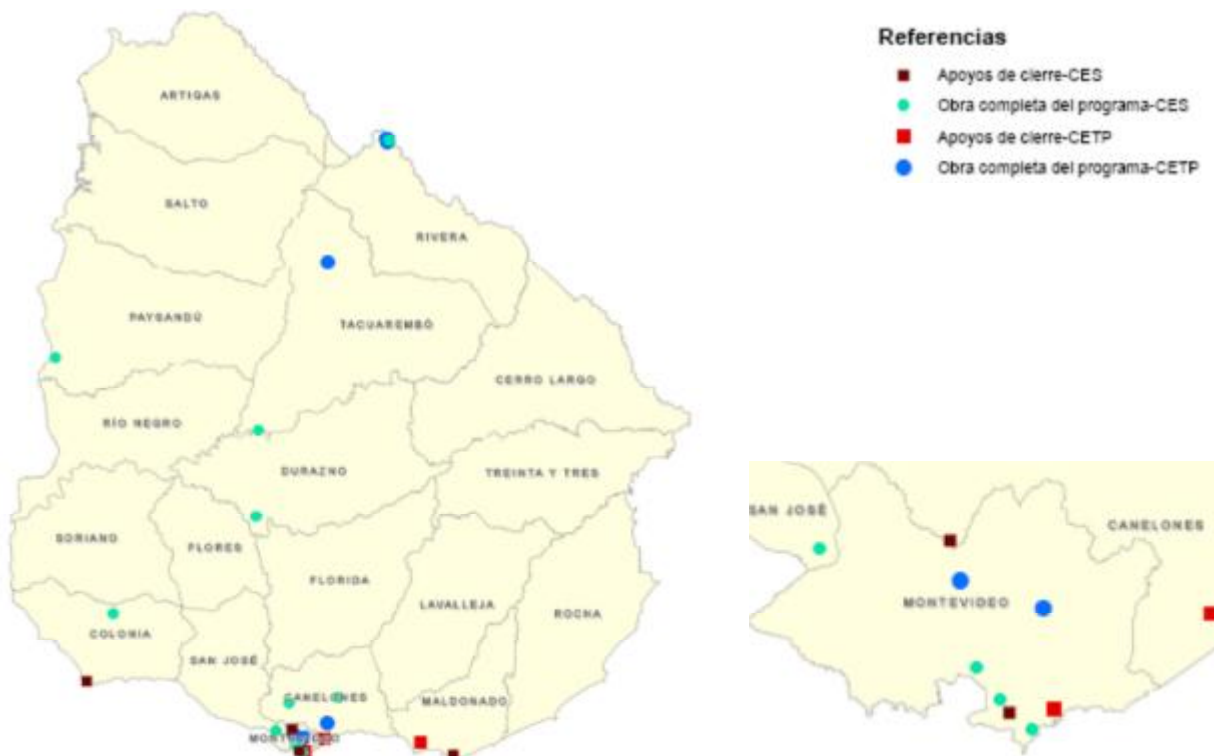 Referencias
Apoyos de cierre-CES
Obra completa del programa-CES
Apoyos de cierre-CETP
Obra completa del programa-CETP
ARTIGAS
SALTO
RIVERA
PAYSANDÚ
TACUAREMBÓ
CERRO LARGO
RÍO NEGRO
DURAZNO
TREINTA Y TRES
SORIANO
FLORES
FLORIDA
LAVALLEJA
ROCHA
COLONIA
SAN JOSÉ
CANELONES
MALDONADO
MONTEVIDEO
SAN JOSÉ
CANELONES
MONTEVIDEO